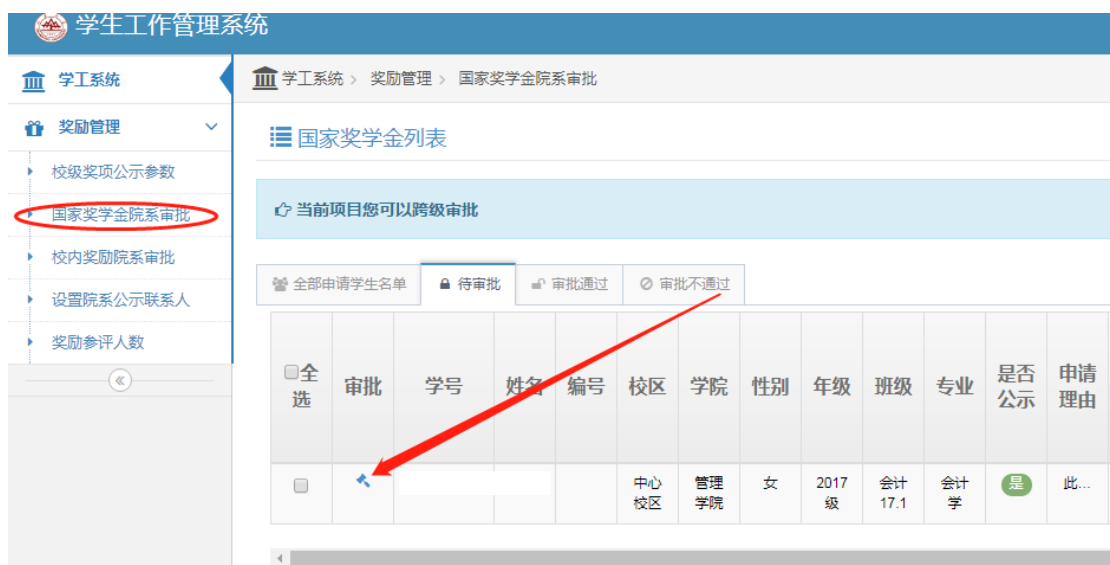 学生工作管理系统
学工系统
学工系统 > 奖励管理 > 国家奖学金院系审批
奖励管理
国家奖学金列表
校级奖项公示参数
国家奖学金院系审批
当前项目您可以跨级审批
校内奖励院系审批
设置院系公示联系人
全部申请学生名单 待审批 审批通过 审批不通过
奖励参评人数
全选 审批 学号 姓名 编号 校区 学院 性别 年级 班级 专业 是否公示 申请理由
中心校区 管理学院 女 2017级 会计17.1 会计学 是 此...